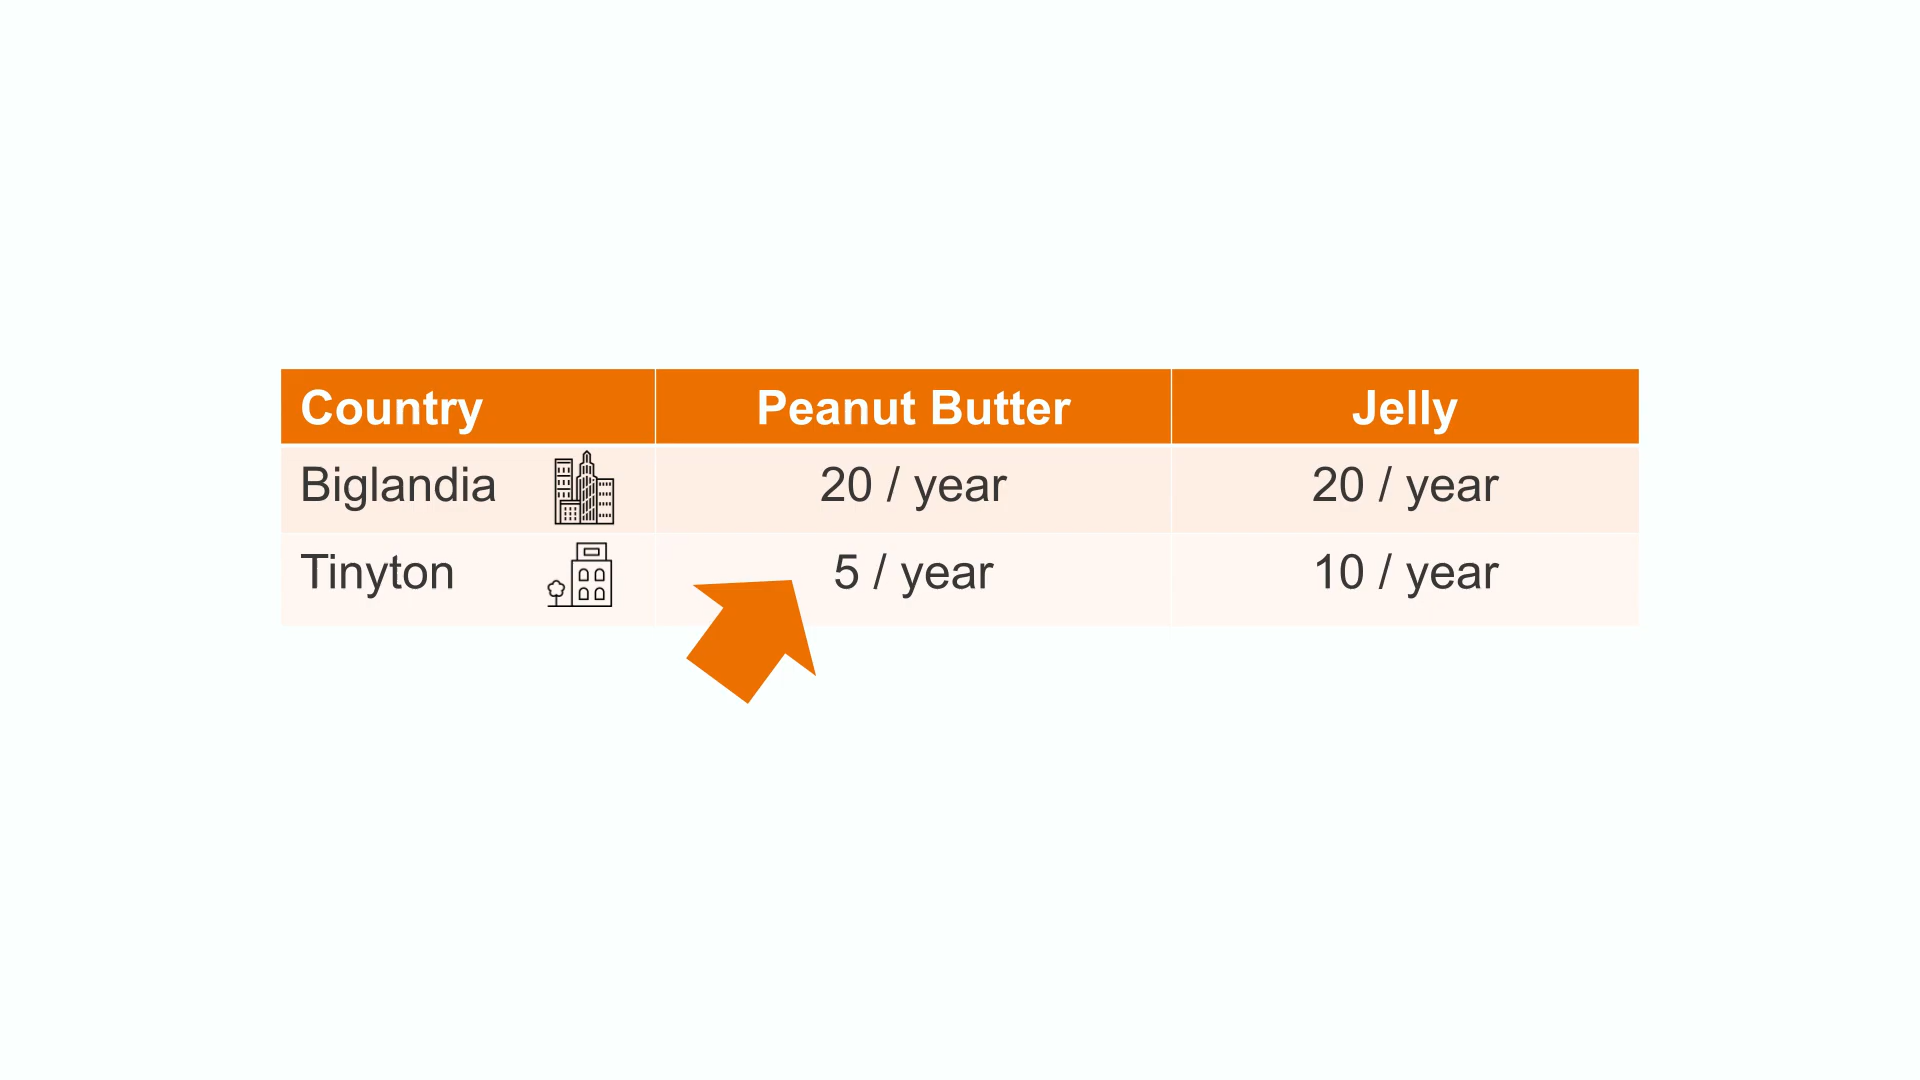 Country Peanut Butter Jelly
Biglandia 20 / year 20 / year
Tinyton 5 / year 10 / year